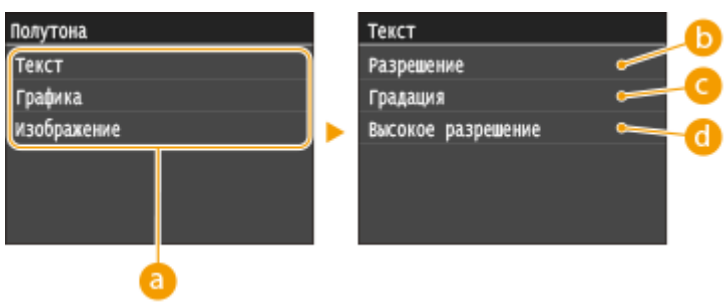 Полутона
Текст
Графика
Изображение
a
Текст
Разрешение
Градация
Высокое разрешение
b
c
d